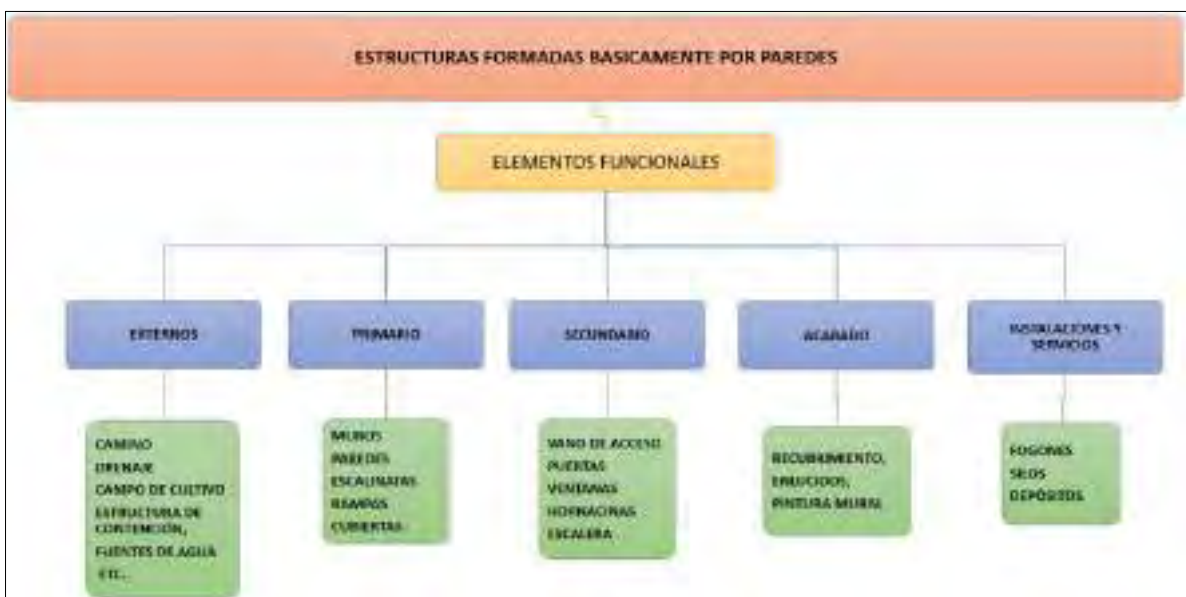 ESTRUCTURAS FORMADAS BASICAMENTE POR PAREDES
ELEMENTOS FUNCIONALES
EXTERNOS
PRIMARIO
SECUNDARIO
ACABADO
INSTALACIONES Y
SERVICIOS
CAMINO
DRENAJE
CAMPO DE CULTIVO
ESTRUCTURA DE
CONTENCIÓN,
FUENTES DE AGUA
ETC..
MUROS
PAREDES
ESCALINATAS
RAMPAS
CUBIERTAS
VANO DE ACCESO
PUERTAS
VENTANAS
HORNACINAS
ESCALERA
RECUBRIMIENTO,
ENLUCIDOS,
PINTURA MURAL
FOGONES
SILOS
DEPÓSITOS